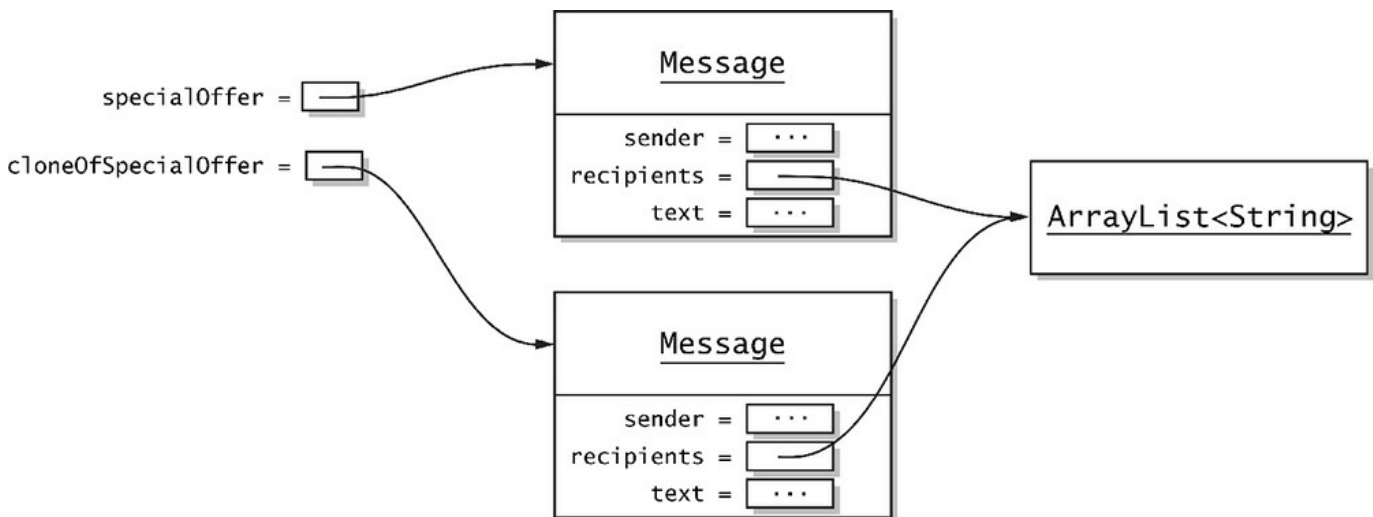 Message
specialOffer =
sender = ...
cloneOfSpecialOffer =
recipients =
ArrayList<String>
text = ...
Message
sender = ...
recipients =
text = ...